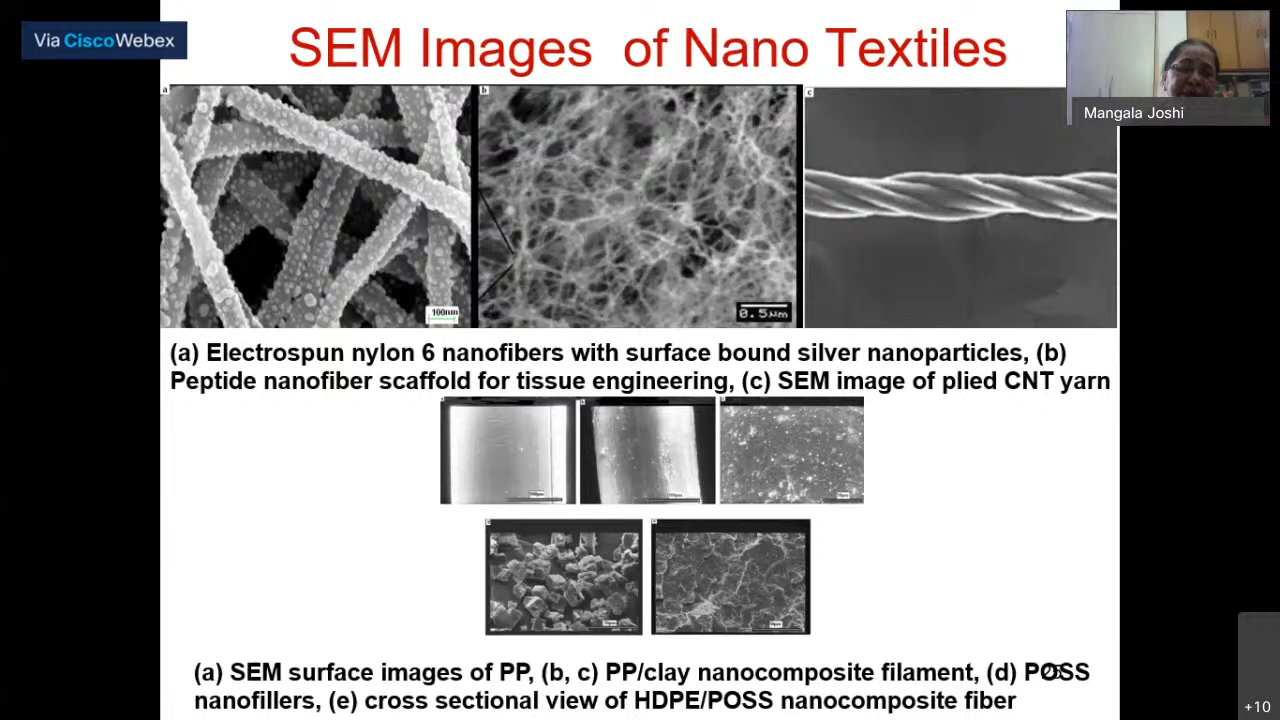 Via Cisco Webex
SEM Images of Nano Textiles
Mangala Joshi
a
b
c
100nm
0.5μm
(a) Electrospun nylon 6 nanofibers with surface bound silver nanoparticles, (b)
Peptide nanofiber scaffold for tissue engineering, (c) SEM image of plied CNT yarn
(a) SEM surface images of PP, (b, c) PP/clay nanocomposite filament, (d) POSS
nanofillers, (e) cross sectional view of HDPE/POSS nanocomposite fiber
+10